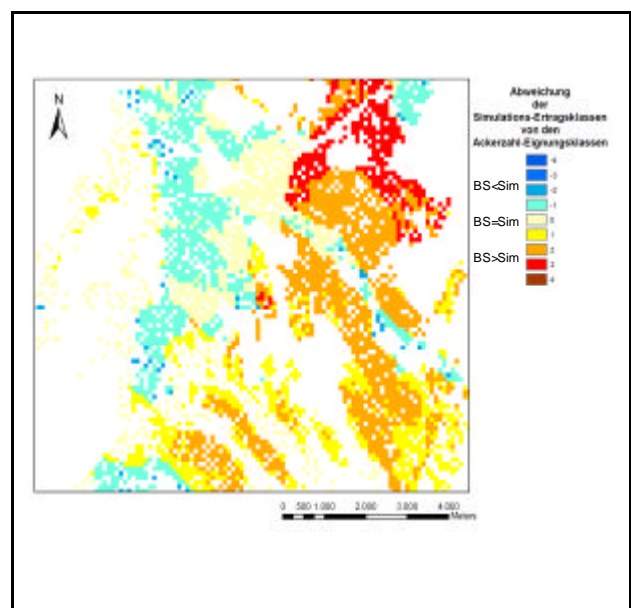 N
Abweichung
der
Simulations-Ertragsklassen
von den
Ackerzahl-Eignungsklassen
-4
-3
BS<Sim
-2
-1
BS=Sim
0
1
BS>Sim
2
3
4
0 500 1.000 2.000 3.000 4.000
Meters